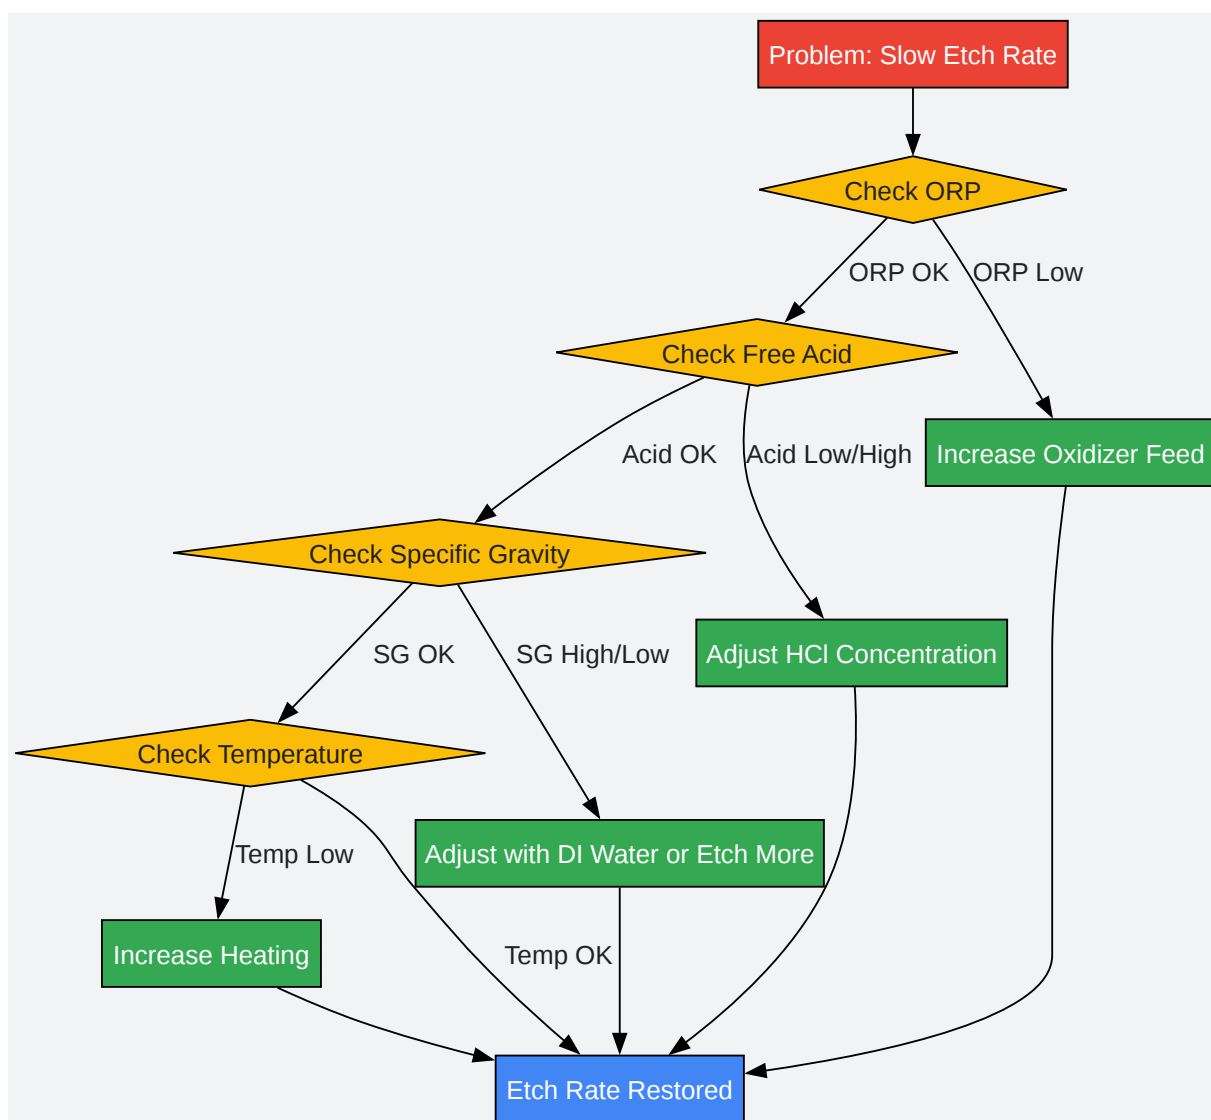 Problem: Slow Etch Rate
Check ORP
ORP OK
ORP Low
Check Free Acid
Acid OK
Acid Low/High
Increase Oxidizer Feed
Check Specific Gravity
SG OK
SG High/Low
Adjust HCl Concentration
Check Temperature
Temp Low
Adjust with DI Water or Etch More
Increase Heating
Temp OK
Etch Rate Restored